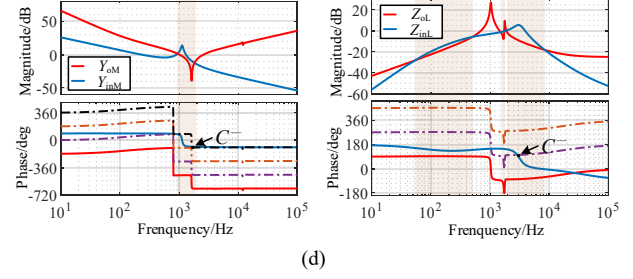 Magnitude/dB
50
0
-50
Y_oM
Y_inM
Phase/deg
360
0
-360
-720
C^-
10^1
10^2
10^3
10^4
10^5
Frenquency/Hz
Magnitude/dB
20
0
-20
-40
-60
Z_oL
Z_inL
Phase/deg
360
180
0
-180
C^-
10^1
10^2
10^3
10^4
10^5
Frenquency/Hz
(d)